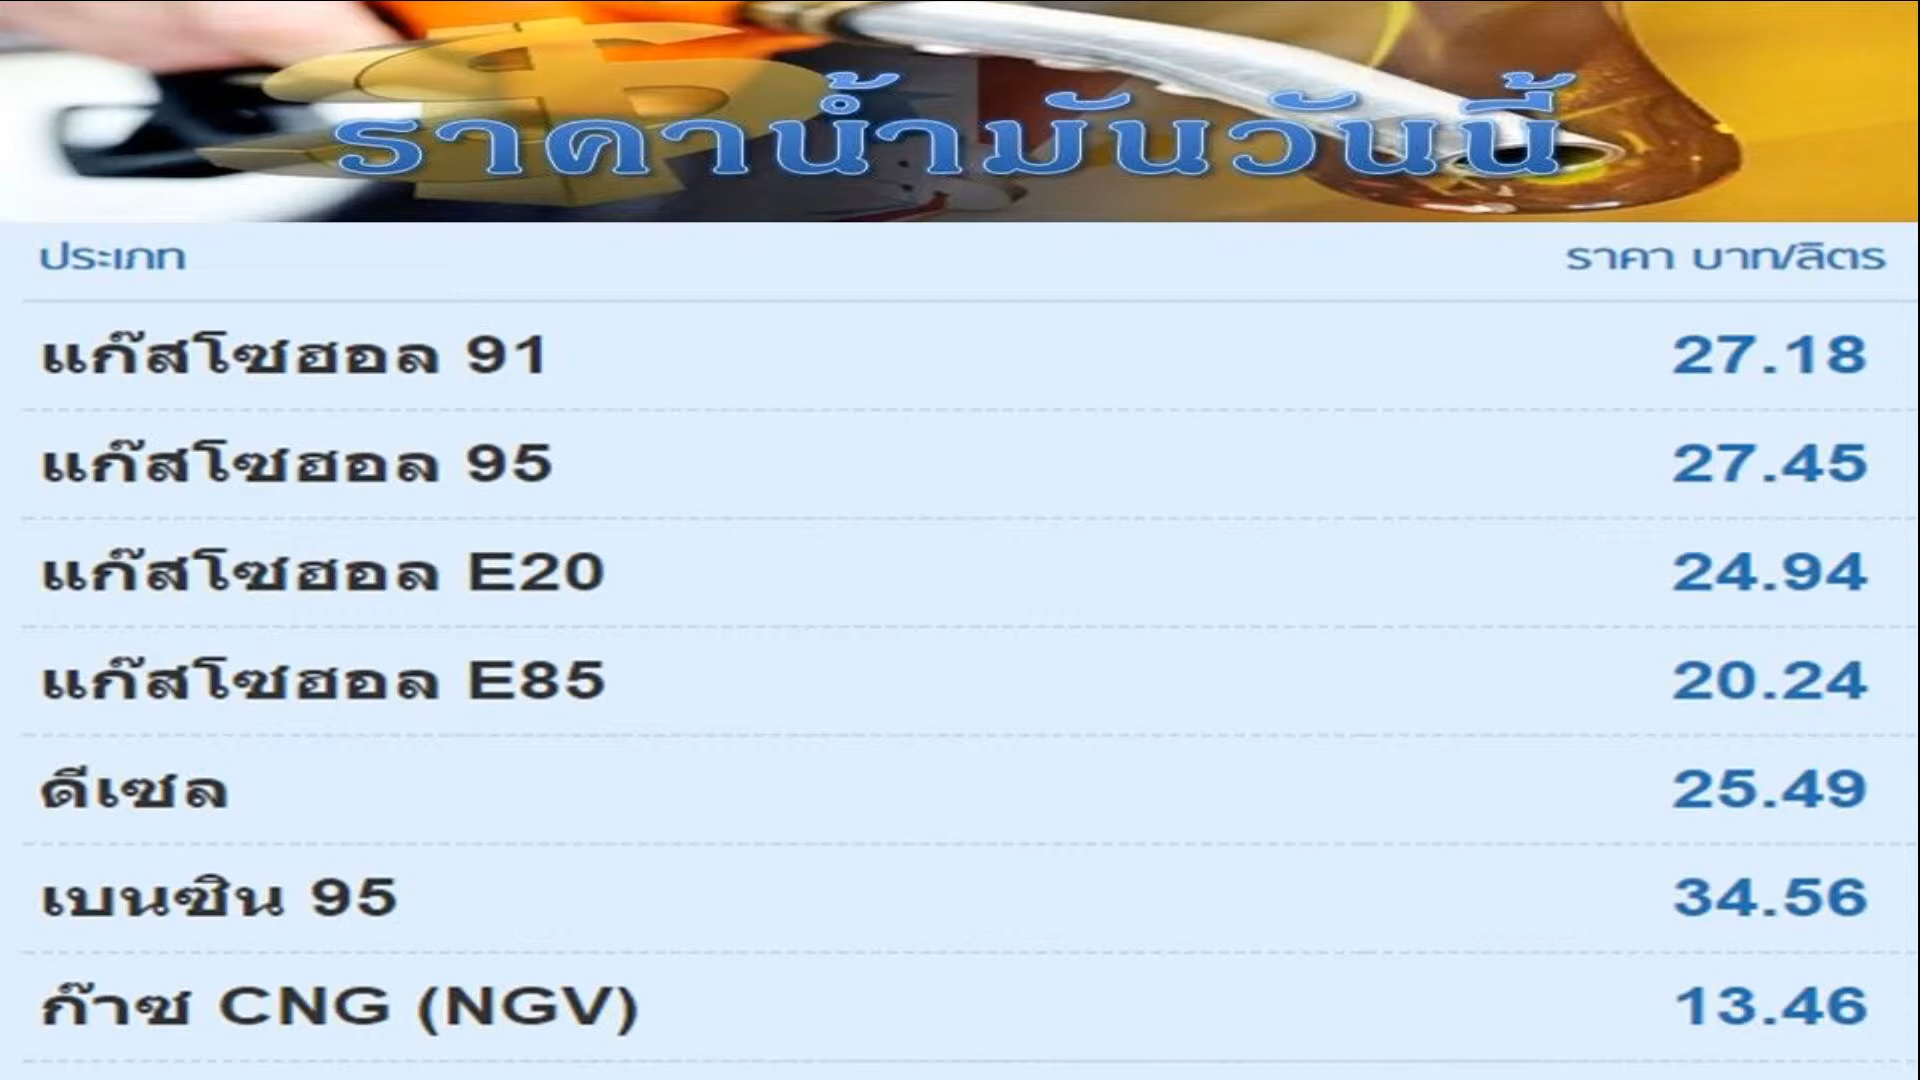 ราคาน้ำมันวันนี้
ประเภท ราคา บาท/ลิตร
แก๊สโซฮอล 91 27.18
แก๊สโซฮอล 95 27.45
แก๊สโซฮอล E20 24.94
แก๊สโซฮอล E85 20.24
ดีเซล 25.49
เบนซิน 95 34.56
ก๊าซ CNG (NGV) 13.46